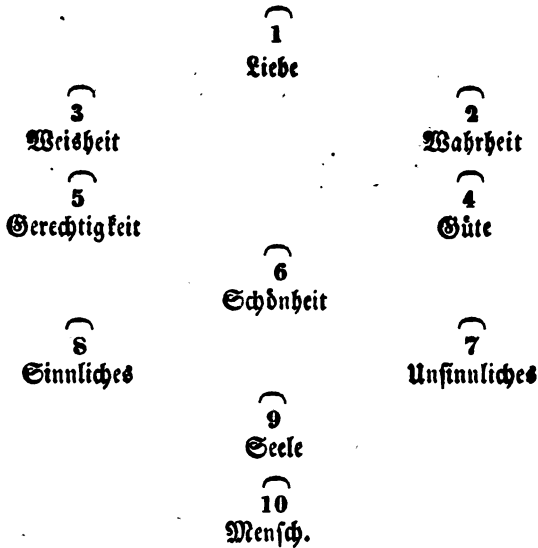 1
Liebe
3 2
Weisheit Wahrheit
5 4
Gerechtigkeit Güte
6
Schönheit
8 7
Sinnliches Unsinnliches
9
Seele
10
Mensch.